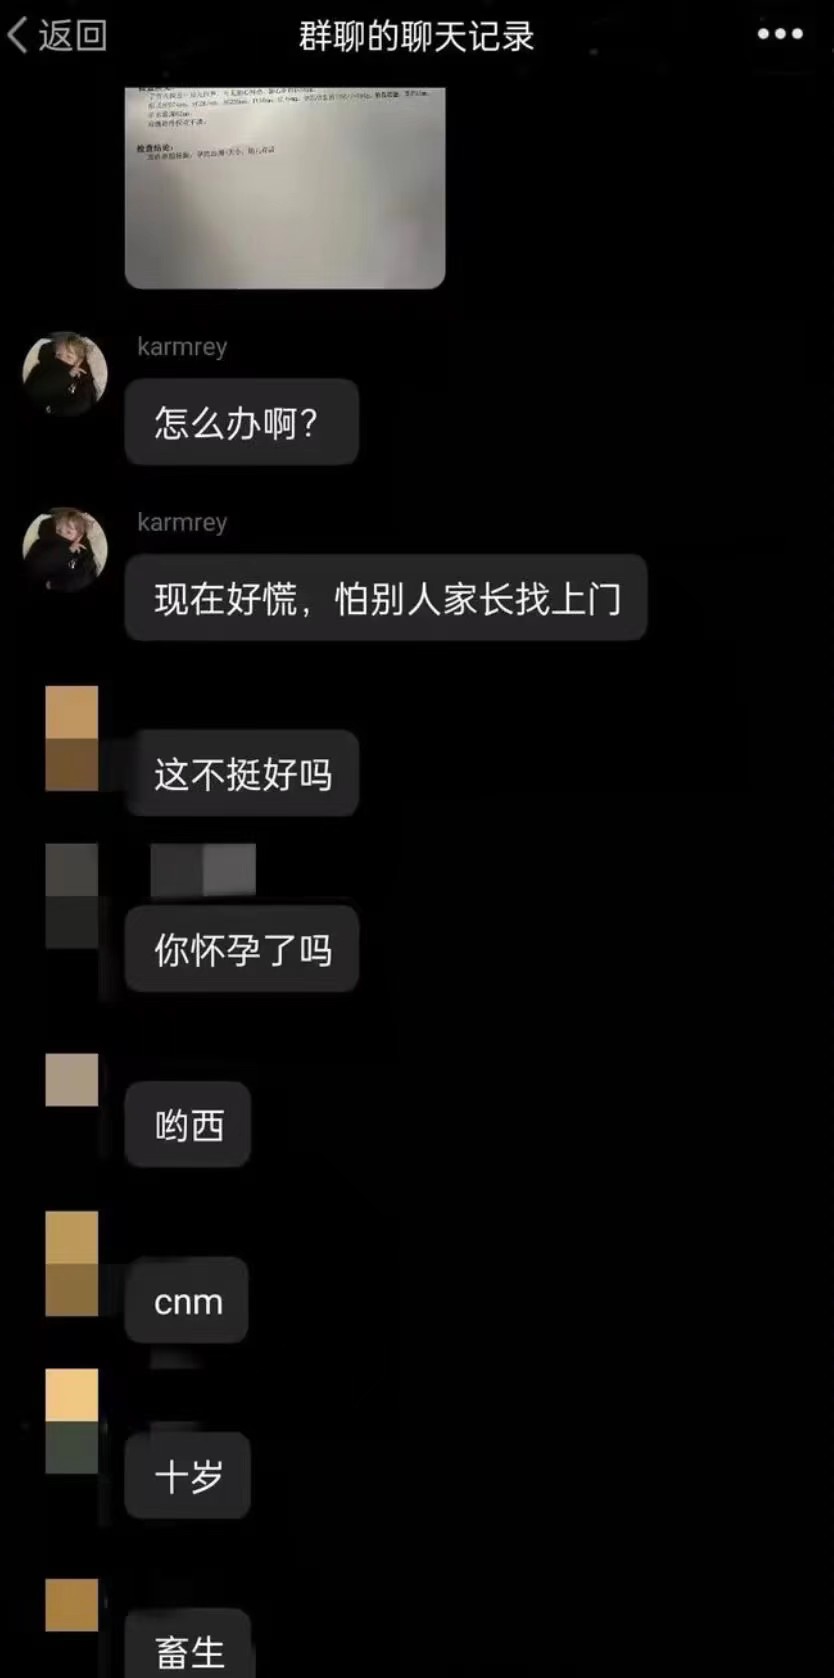 返回
群聊的聊天记录
检查结论:
karmrey
怎么办啊?
karmrey
现在好慌，怕别人家长找上门
这不挺好吗
你怀孕了吗
哟西
cnm
十岁
畜生